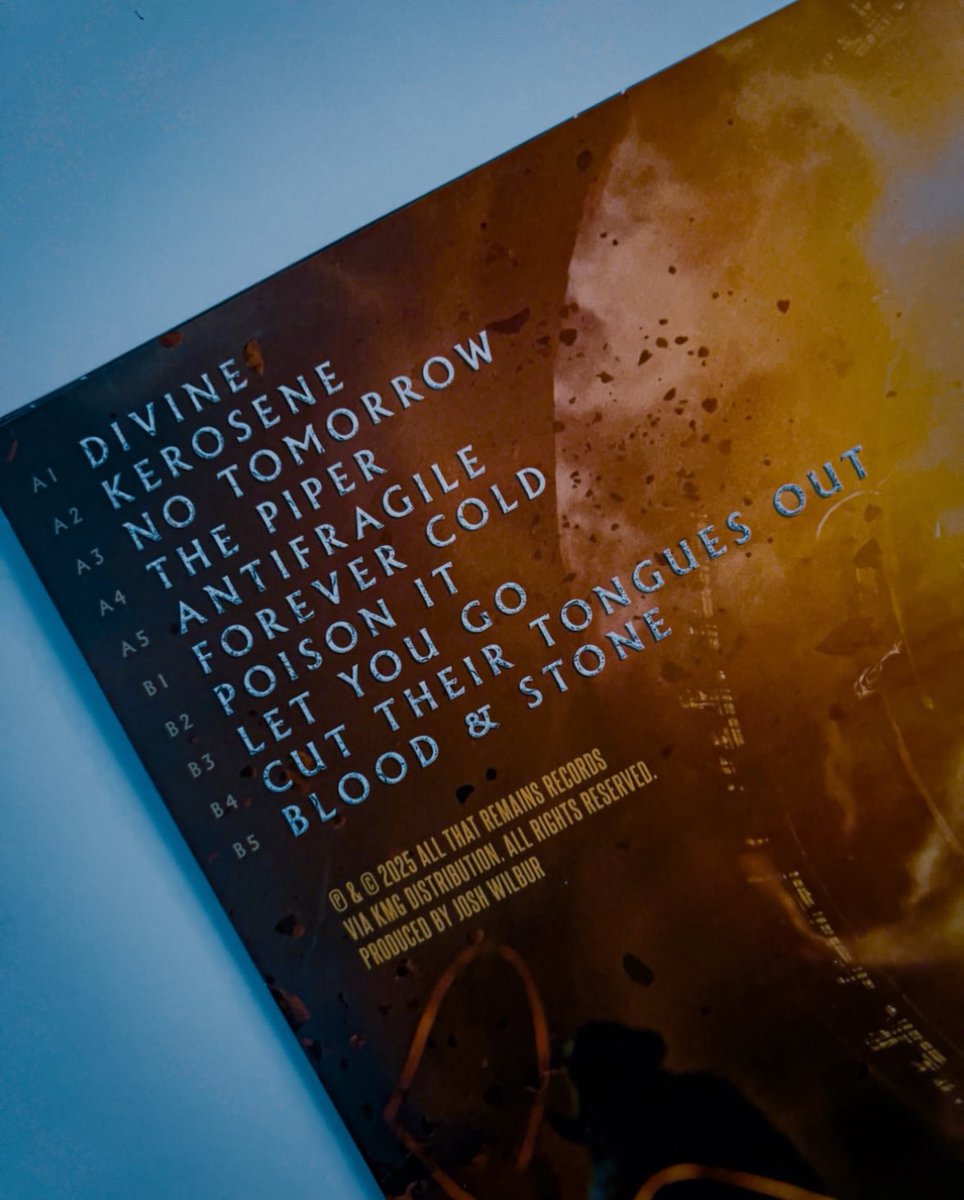 A1 DIVINE
A2 KEROSENE
A3 NO TOMORROW
A4 THE PIPER
A5 ANTIFRAGILE
B1 FOREVER COLD
B2 POISON IT
B3 LET YOU GO
B4 CUT THEIR TONGUES OUT
B5 BLOOD & STONE
℗ & © 2025 ALL THAT REMAINS RECORDS
VIA KMG DISTRIBUTION. ALL RIGHTS RESERVED.
PRODUCED BY JOSH WILBUR